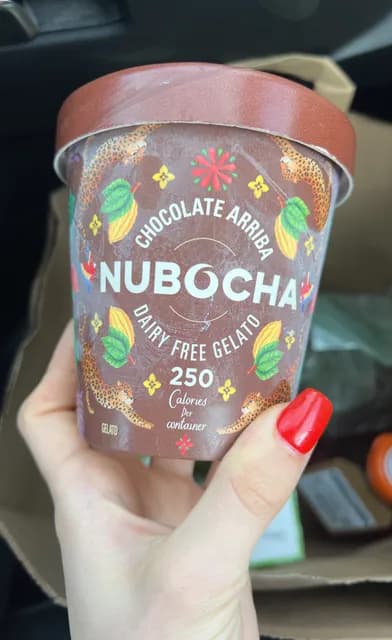 CHOCOLATE ARRIBA
NUBOCHA
DAIRY FREE GELATO
250
Calories
Per
container
GELATO